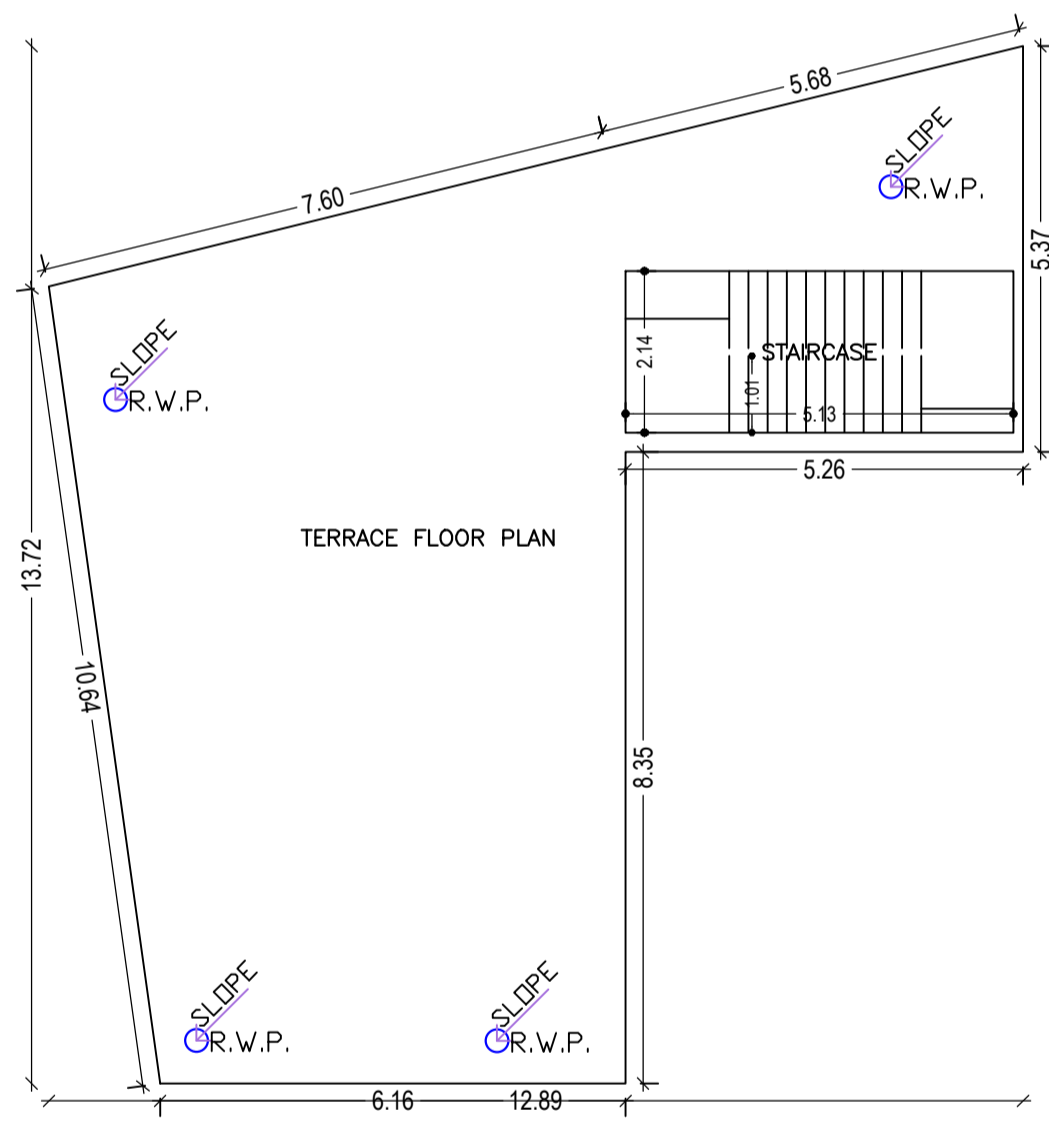 5.68
7.60
SLOPE
R.W.P.
5.37
SLOPE
R.W.P.
2.14
STAIRCASE
1.01
5.13
5.26
TERRACE FLOOR PLAN
13.72
10.64
8.35
SLOPE
R.W.P.
SLOPE
R.W.P.
6.16
12.89